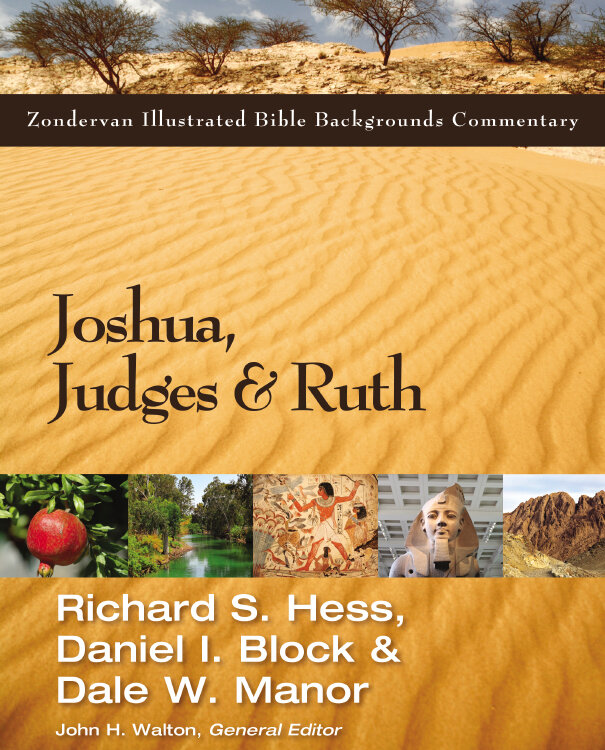 Zondervan Illustrated Bible Backgrounds Commentary
Joshua,
Judges & Ruth
Richard S. Hess,
Daniel I. Block &
Dale W. Manor
John H. Walton, General Editor